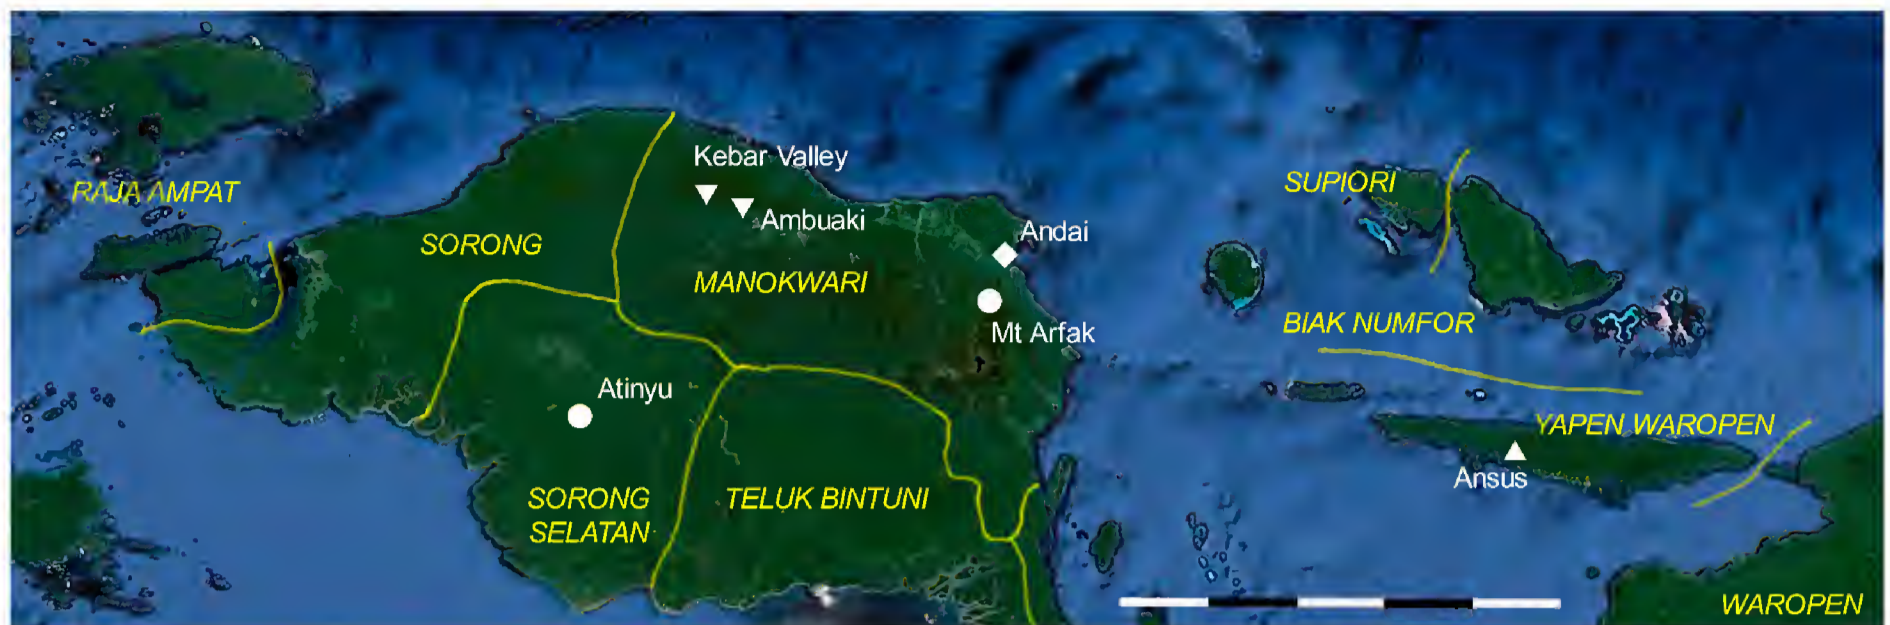 Kebar Valley
RAJA AMPAT
SUPIORI
Ambuaki
SORONG
Andai
MANOKWARI
BIAK NUMFOR
Mt Arfak
Atinyu
YAPEN WAROPEN
Ansus
SORONG
SELATAN
TELUK BINTUNI
WAROPEN